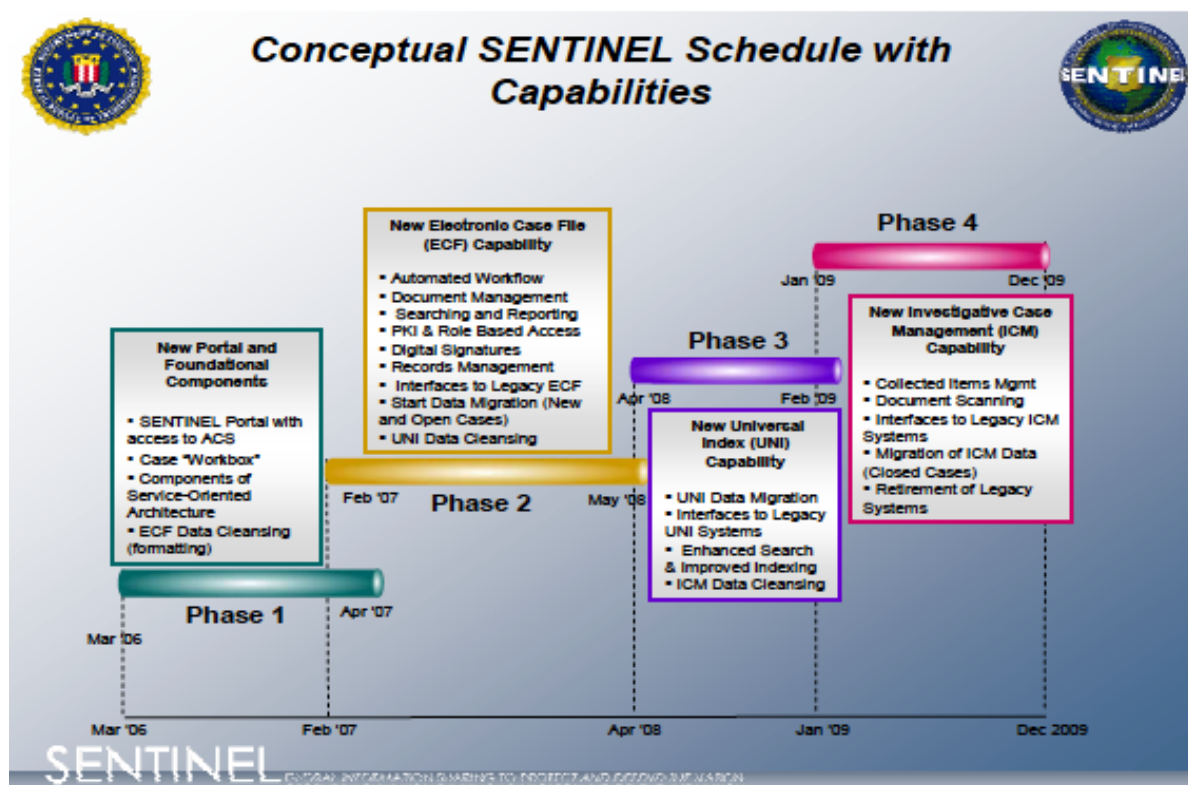 Conceptual SENTINEL Schedule with
Capabilities
SENTINEL
New Portal and
Foundational
Components
▪ SENTINEL Portal with
access to ACS
▪ Case "Workbox"
▪ Components of
Service-Oriented
Architecture
▪ ECF Data Cleansing
(formatting)
Phase 1
Mar '06
Apr '07
New Electronic Case File
(ECF) Capability
▪ Automated Workflow
▪ Document Management
▪ Searching and Reporting
▪ PKI & Role Based Access
▪ Digital Signatures
▪ Records Management
▪ Interfaces to Legacy ECF
▪ Start Data Migration (New
and Open Cases)
▪ UNI Data Cleansing
Feb '07
Phase 2
May '08
Phase 3
Apr '08
Feb '09
New Universal
Index (UNI)
Capability
▪ UNI Data Migration
▪ Interfaces to Legacy
UNI Systems
▪ Enhanced Search
& Improved Indexing
▪ ICM Data Cleansing
Phase 4
Jan '09
Dec '09
New Investigative Case
Management (ICM)
Capability
▪ Collected Items Mgmt
▪ Document Scanning
▪ Interfaces to Legacy ICM
Systems
▪ Migration of ICM Data
(Closed Cases)
▪ Retirement of Legacy
Systems
Mar '06
Feb '07
Apr '08
Jan '09
Dec 2009
SENTINEL